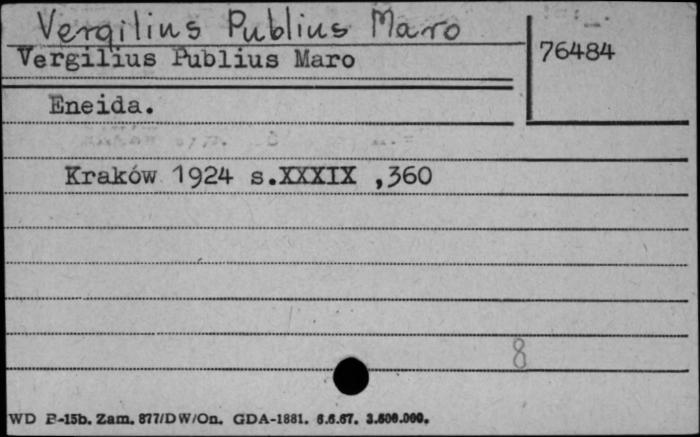 Vergilius Publius Maro
Vergilius Publius Maro
76484
Eneida.
Kraków 1924 s.XXXIX ,360
8
WD P-15b. Zam. 877/DW/On. GDA-1881. 6.6.67. 3.500.000.